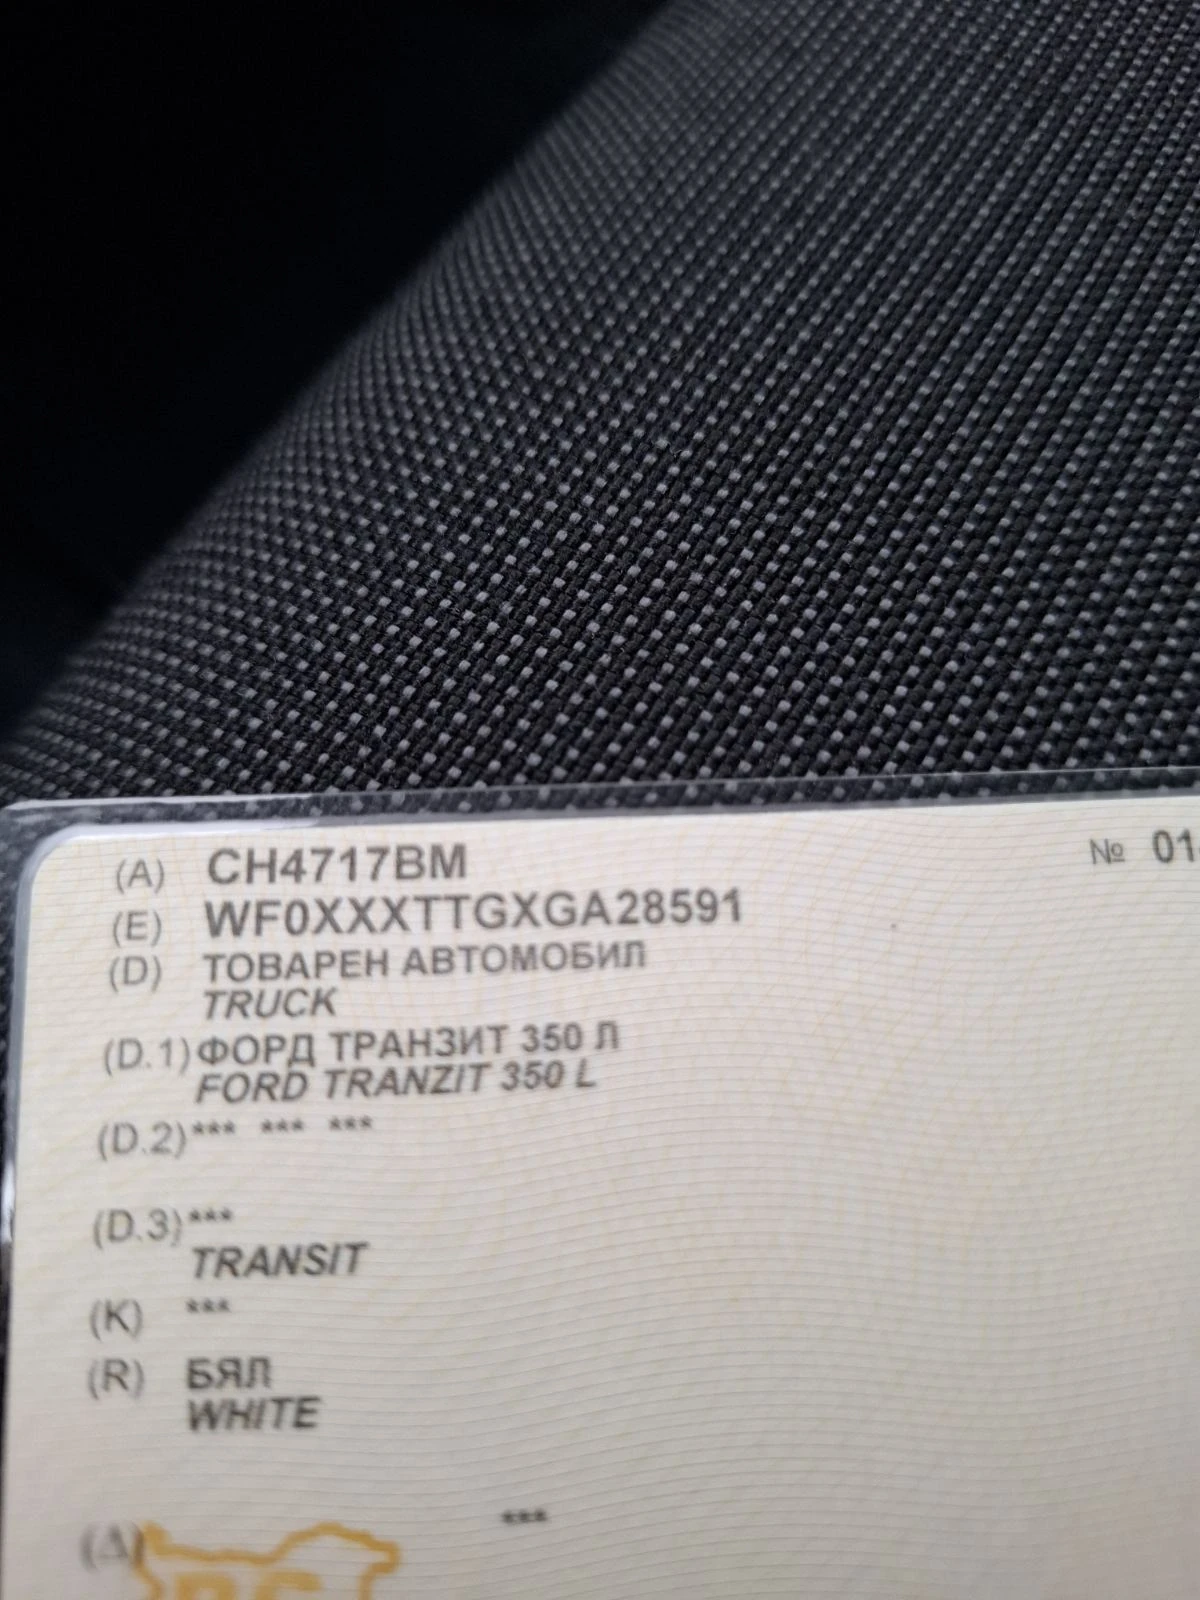 (A) CH4717BM
№ 01
(E) WF0XXXTTGXGA28591
(D) ТОВАРЕН АВТОМОБИЛ
TRUCK
(D.1) ФОРД ТРАНЗИТ 350 Л
FORD TRANZIT 350 L
(D.2) *** *** ***
(D.3) ***
TRANSIT
(K) ***
(R) БЯЛ
WHITE
***